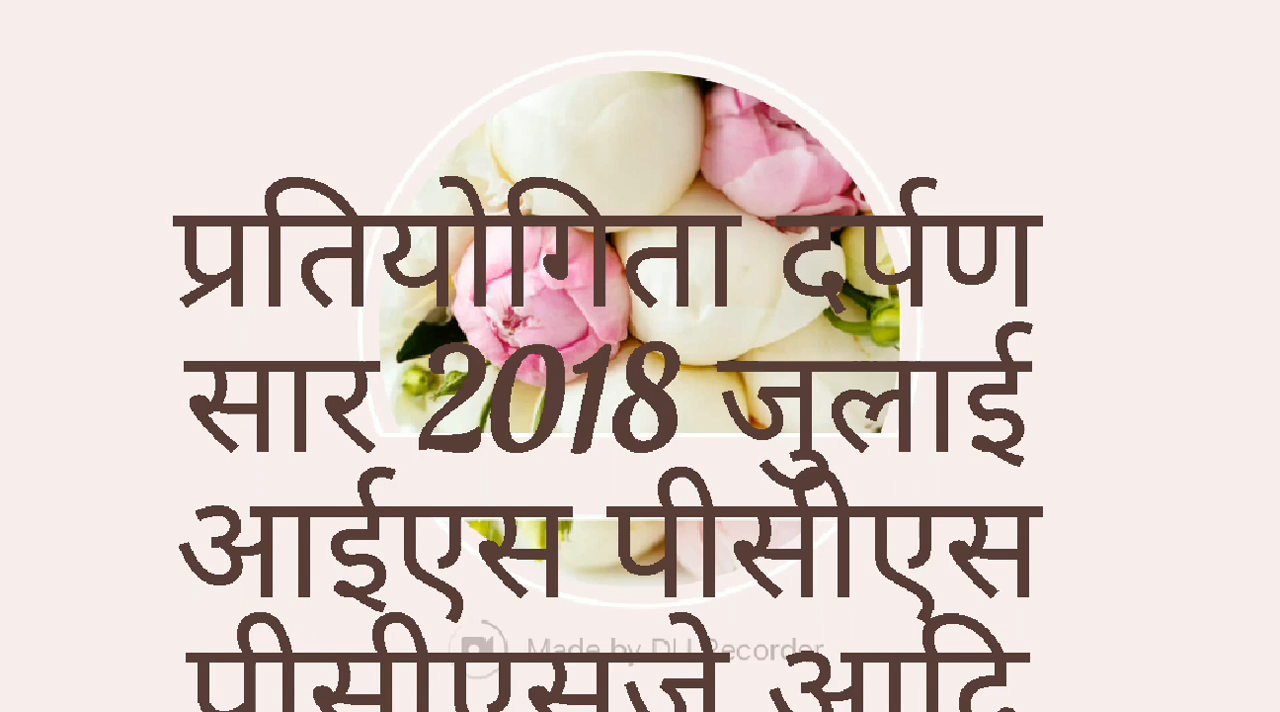 प्रतियोगिता दर्पण
सार 2018 जुलाई
आईएस पीसीएस
पीसीएसजे आदि
Made by DU Recorder